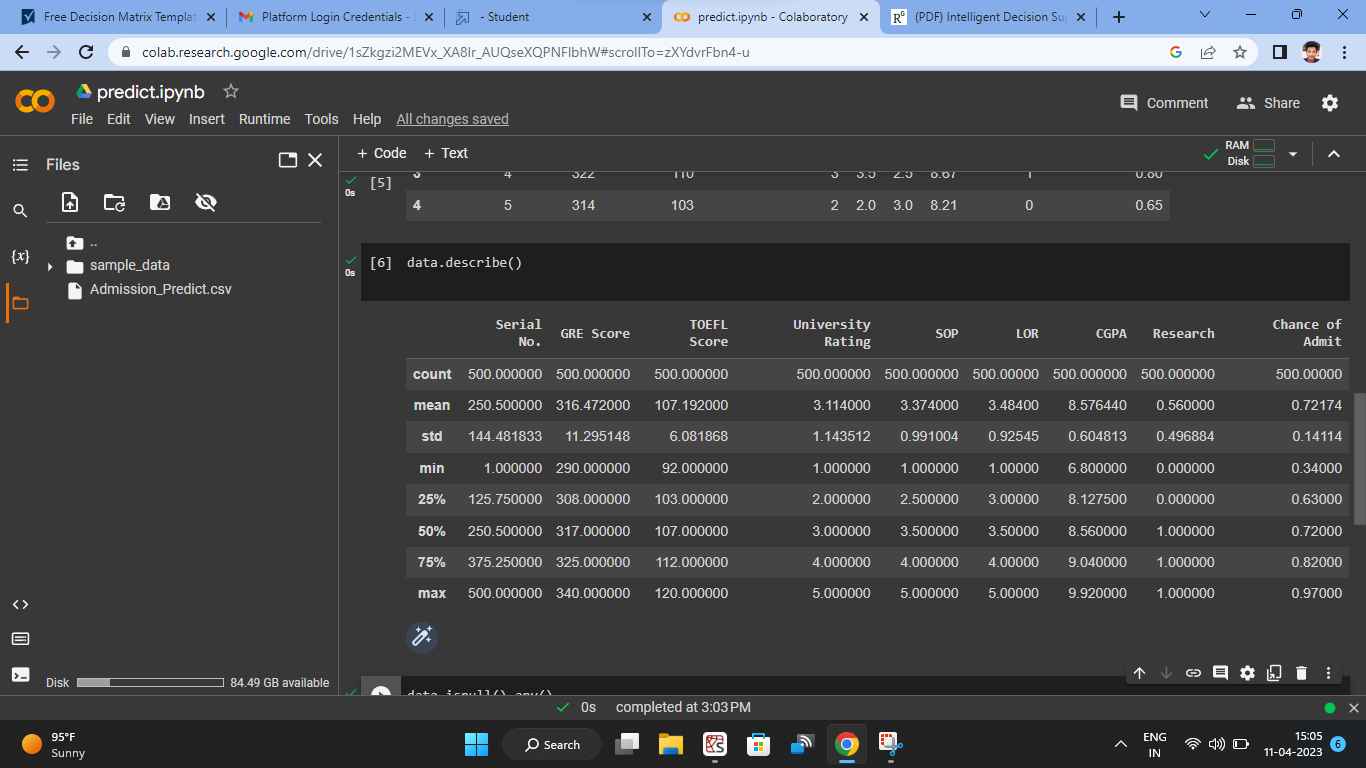 Free Decision Matrix Templat
Platform Login Credentials -
- Student
predict.ipynb - Colaboratory
(PDF) Intelligent Decision Su
colab.research.google.com/drive/1sZkgzi2MEVx_XA8Ir_AUQseXQPNFlbhW#scrollTo=zXYdvrFbn4-u
predict.ipynb
File Edit View Insert Runtime Tools Help All changes saved
Comment Share
Files
+ Code + Text
RAM
Disk
{x}
..
sample_data
Admission_Predict.csv
0s [5] 3 4 322 110 3 3.5 2.5 8.67 1 0.80
4 5 314 103 2 2.0 3.0 8.21 0 0.65
0s [6] data.describe()
Serial No. GRE Score TOEFL Score University Rating SOP LOR CGPA Research Chance of Admit
count 500.000000 500.000000 500.000000 500.000000 500.000000 500.00000 500.000000 500.000000 500.00000
mean 250.500000 316.472000 107.192000 3.114000 3.374000 3.48400 8.576440 0.560000 0.72174
std 144.481833 11.295148 6.081868 1.143512 0.991004 0.92545 0.604813 0.496884 0.14114
min 1.000000 290.000000 92.000000 1.000000 1.000000 1.00000 6.800000 0.000000 0.34000
25% 125.750000 308.000000 103.000000 2.000000 2.500000 3.00000 8.127500 0.000000 0.63000
50% 250.500000 317.000000 107.000000 3.000000 3.500000 3.50000 8.560000 1.000000 0.72000
75% 375.250000 325.000000 112.000000 4.000000 4.000000 4.00000 9.040000 1.000000 0.82000
max 500.000000 340.000000 120.000000 5.000000 5.000000 5.00000 9.920000 1.000000 0.97000
data.isnull().any()
Disk 84.49 GB available
0s completed at 3:03 PM
95°F
Sunny
Search
ENG
IN
15:05
11-04-2023
6